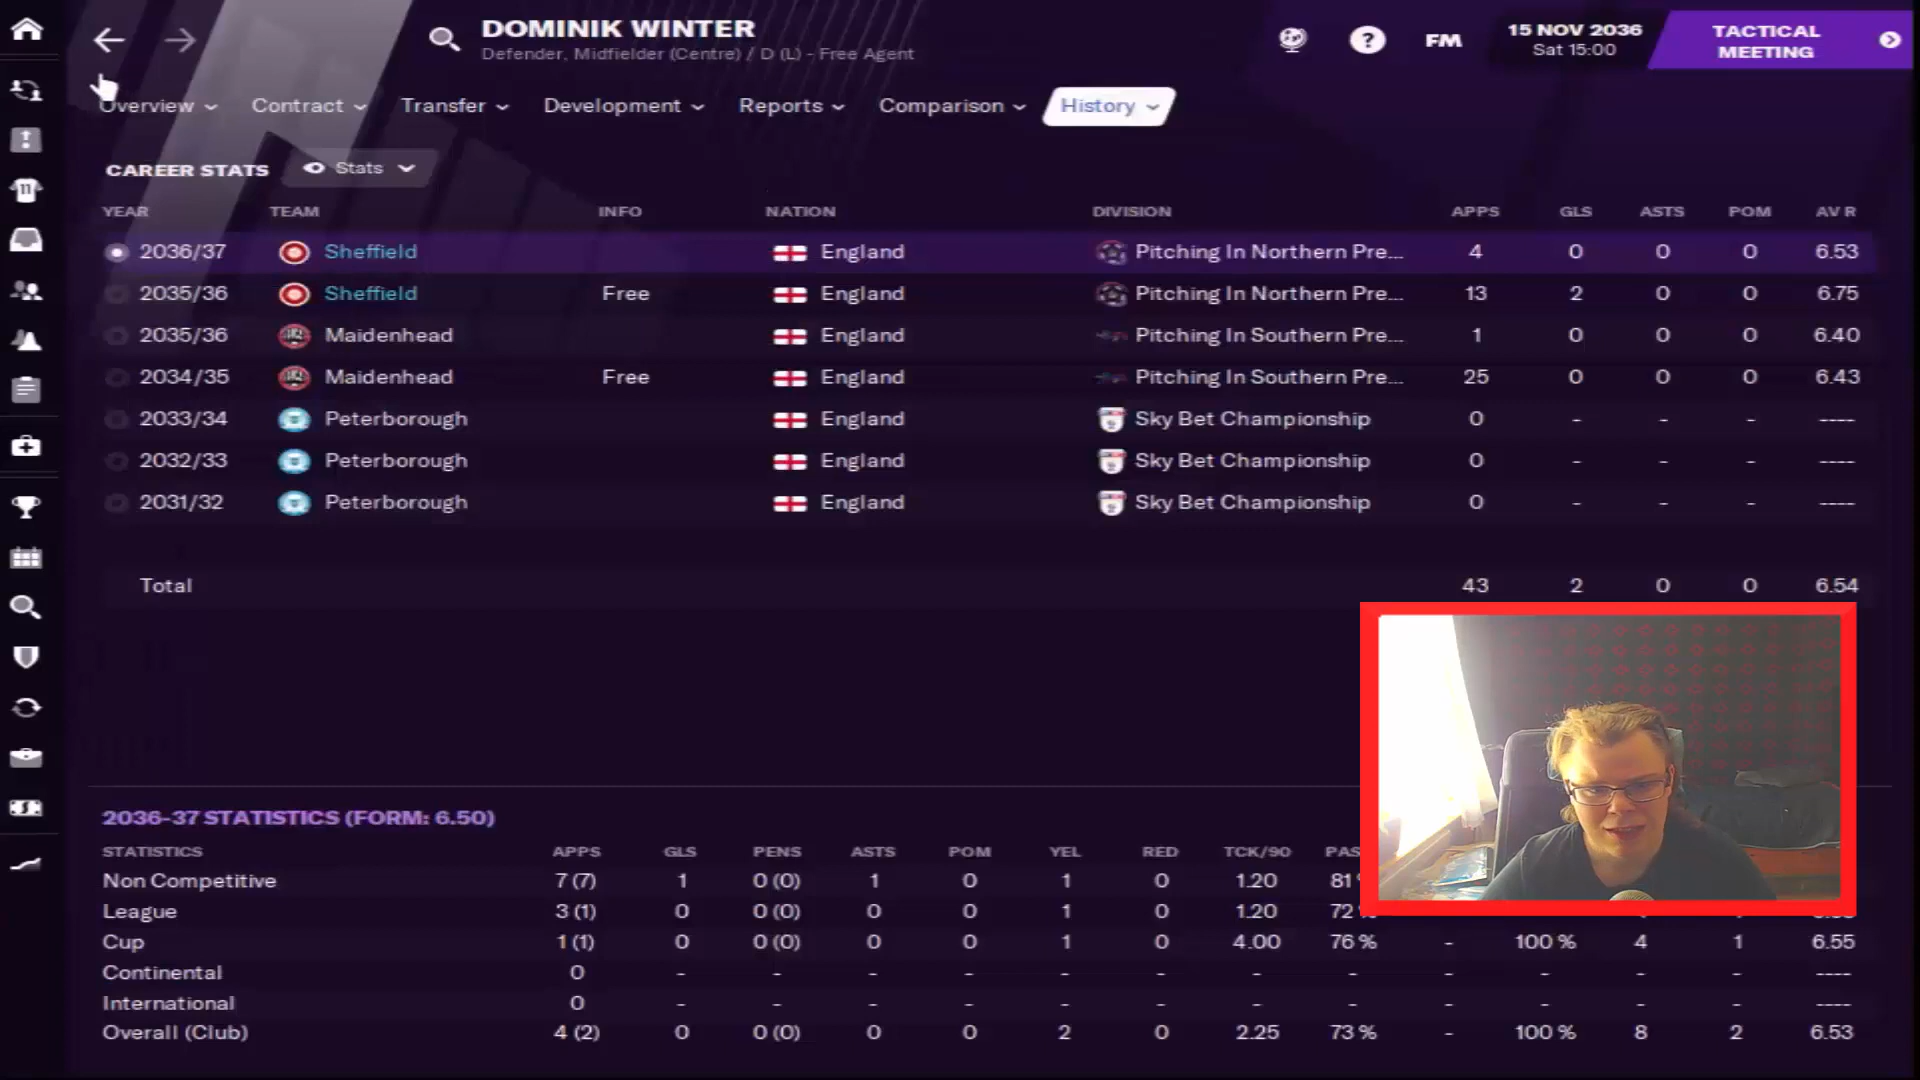 DOMINIK WINTER
Defender, Midfielder (Centre) / D (L) - Free Agent
FM
15 NOV 2036
Sat 15:00
TACTICAL
MEETING
Overview Contract Transfer Development Reports Comparison History
CAREER STATS Stats
YEAR TEAM INFO NATION DIVISION APPS GLS ASTS POM AV R
2036/37 Sheffield England Pitching In Northern Pre... 4 0 0 0 6.53
2035/36 Sheffield Free England Pitching In Northern Pre... 13 2 0 0 6.75
2035/36 Maidenhead England Pitching In Southern Pre... 1 0 0 0 6.40
2034/35 Maidenhead Free England Pitching In Southern Pre... 25 0 0 0 6.43
2033/34 Peterborough England Sky Bet Championship 0 - - - ----
2032/33 Peterborough England Sky Bet Championship 0 - - - ----
2031/32 Peterborough England Sky Bet Championship 0 - - - ----
Total 43 2 0 0 6.54
2036-37 STATISTICS (FORM: 6.50)
STATISTICS APPS GLS PENS ASTS POM YEL RED TCK/90
Non Competitive 7 (7) 1 0 (0) 1 0 1 0 1.20 81
League 3 (1) 0 0 (0) 0 0 1 0 1.20 72
Cup 1 (1) 0 0 (0) 0 0 1 0 4.00 76 % - 100 % 4 1 6.55
Continental 0 - - - - - - - - - - - - ----
International 0 - - - - - - - - - - - - ----
Overall (Club) 4 (2) 0 0 (0) 0 0 2 0 2.25 73 % - 100 % 8 2 6.53